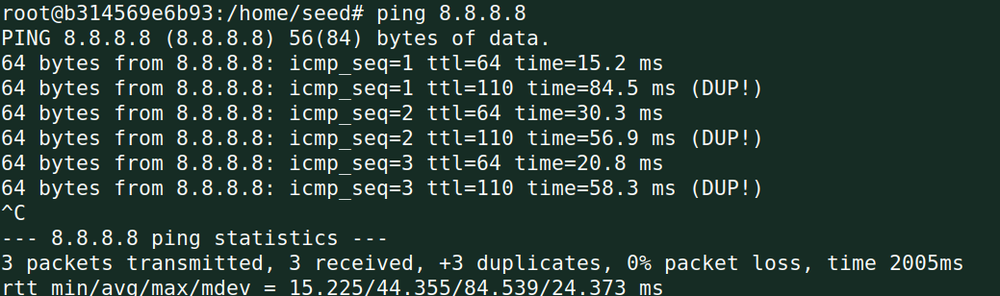 root@b314569e6b93:/home/seed# ping 8.8.8.8
PING 8.8.8.8 (8.8.8.8) 56(84) bytes of data.
64 bytes from 8.8.8.8: icmp_seq=1 ttl=64 time=15.2 ms
64 bytes from 8.8.8.8: icmp_seq=1 ttl=110 time=84.5 ms (DUP!)
64 bytes from 8.8.8.8: icmp_seq=2 ttl=64 time=30.3 ms
64 bytes from 8.8.8.8: icmp_seq=2 ttl=110 time=56.9 ms (DUP!)
64 bytes from 8.8.8.8: icmp_seq=3 ttl=64 time=20.8 ms
64 bytes from 8.8.8.8: icmp_seq=3 ttl=110 time=58.3 ms (DUP!)
^C
--- 8.8.8.8 ping statistics ---
3 packets transmitted, 3 received, +3 duplicates, 0% packet loss, time 2005ms
rtt min/avg/max/mdev = 15.225/44.355/84.539/24.373 ms